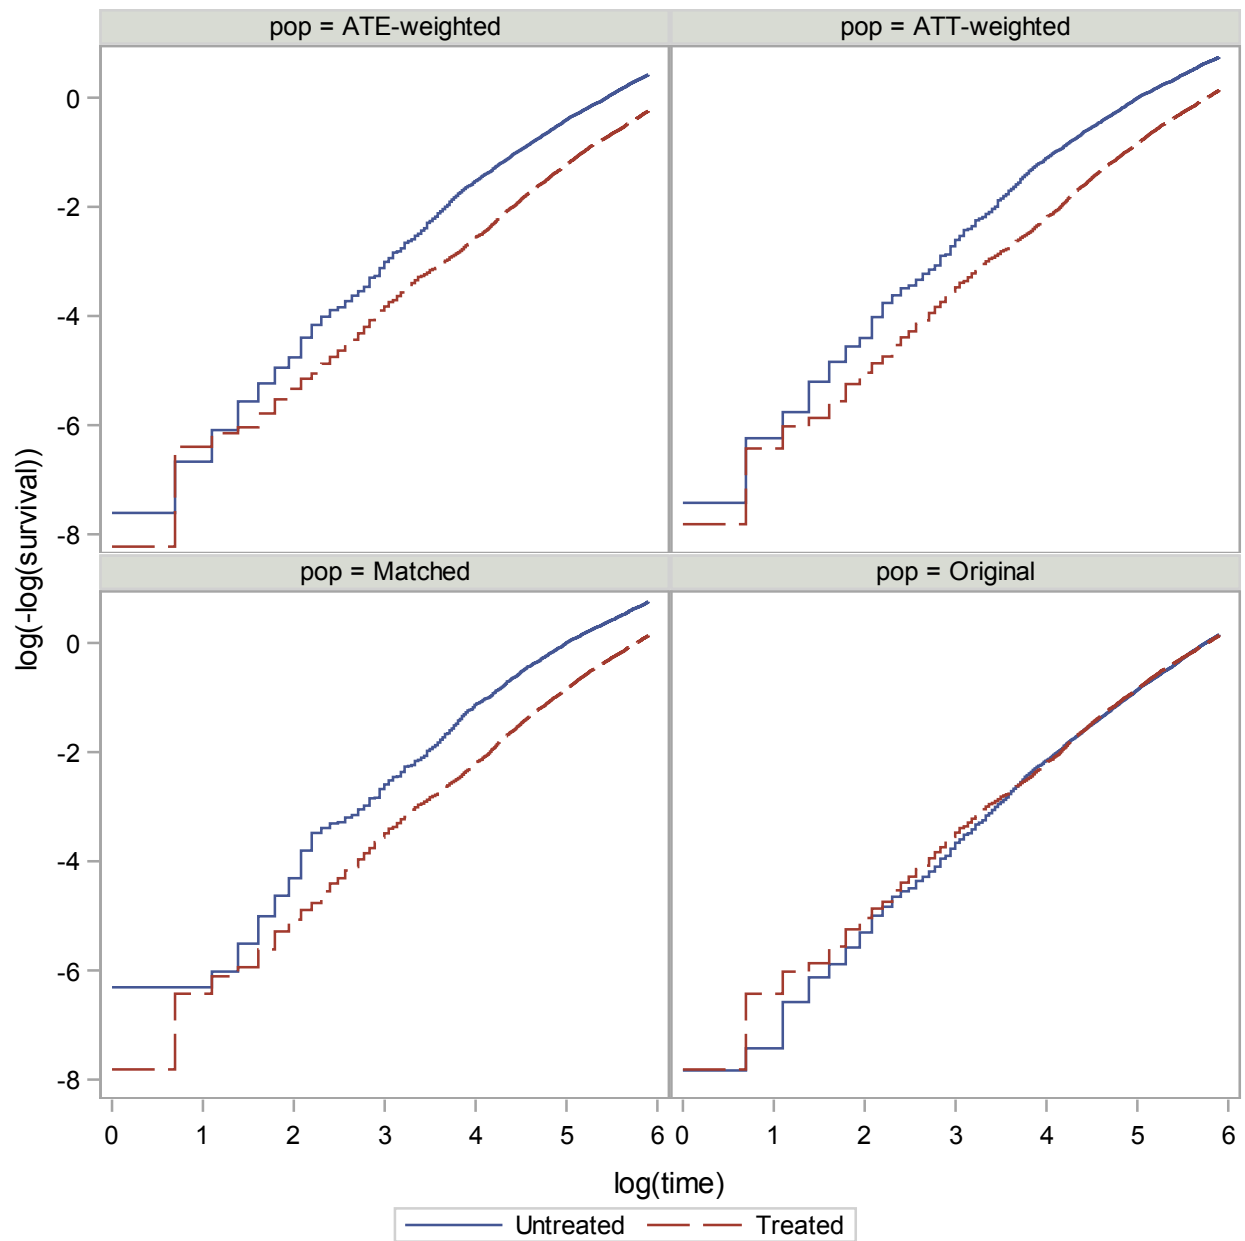 pop = ATE-weighted
pop = ATT-weighted
0
-2
-4
-6
-8
pop = Matched
pop = Original
0
-2
-4
-6
-8
log(-log(survival))
0 1 2 3 4 5 6
0 1 2 3 4 5 6
log(time)
Untreated
Treated